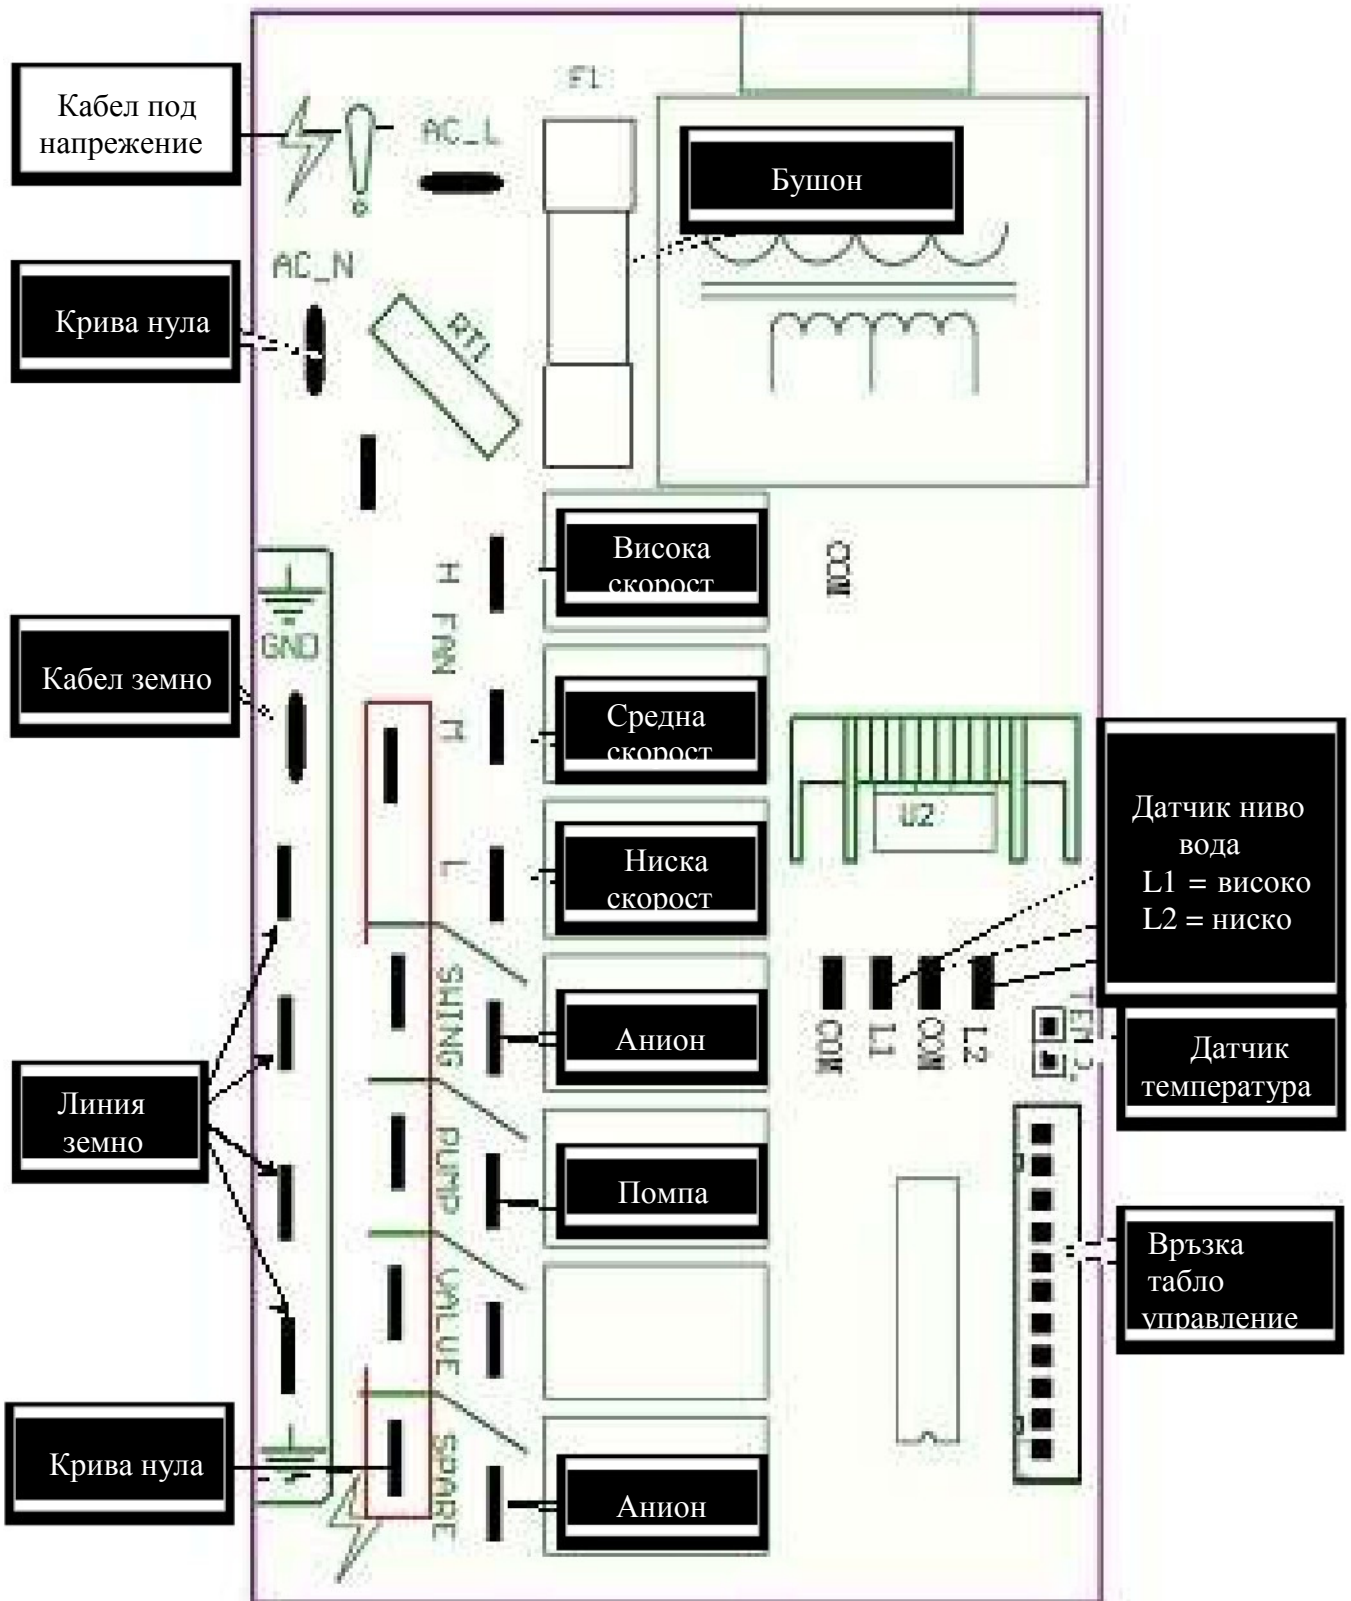 F1
Кабел под
напрежение
AC_L
Бушон
AC_N
Крива нула
RT1
Висока
скорост
H FAN M L
COM
GND
Кабел земно
Средна
скорост
U2
Датчик ниво
вода
L1 = високо
L2 = ниско
Ниска
скорост
SWING
Анион
COM
L1
COM
L2
TEM 2.
Датчик
температура
Линия
земно
PUMP
Помпа
Връзка
табло
управление
VALUE
Крива нула
SPARE
Анион